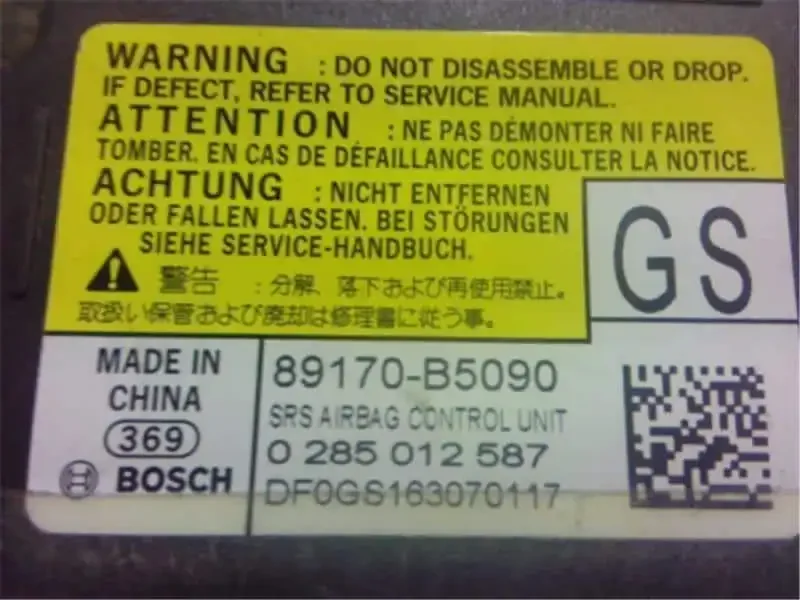 WARNING : DO NOT DISASSEMBLE OR DROP.
IF DEFECT, REFER TO SERVICE MANUAL.
ATTENTION : NE PAS DÉMONTER NI FAIRE
TOMBER. EN CAS DE DÉFAILLANCE CONSULTER LA NOTICE.
ACHTUNG : NICHT ENTFERNEN
ODER FALLEN LASSEN. BEI STÖRUNGEN
SIEHE SERVICE-HANDBUCH.
警告 : 分解、落下および再使用禁止。
取扱い保管および廃却は修理書に従う事。
GS
MADE IN
CHINA
369
BOSCH
89170-B5090
SRS AIRBAG CONTROL UNIT
0 285 012 587
DF0GS163070117